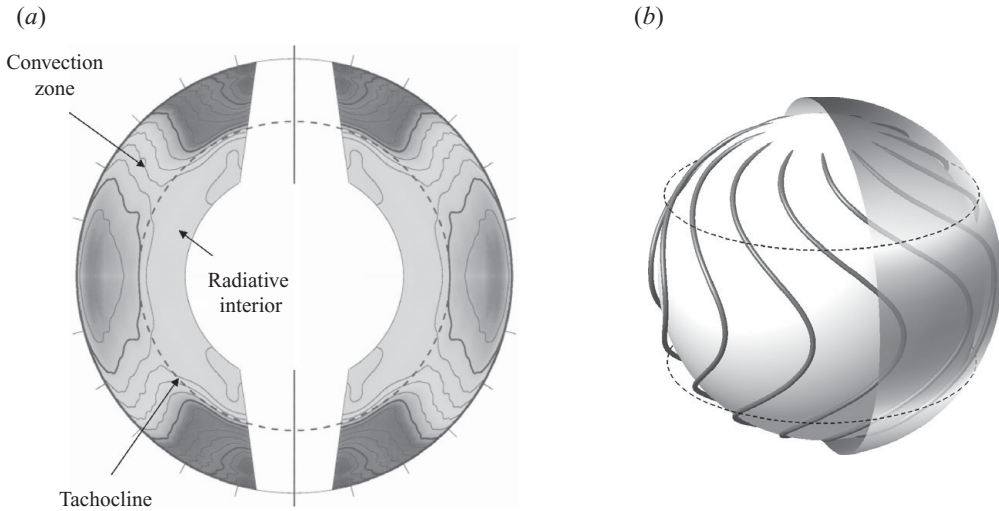 (a)
(b)
Convection
zone
Radiative
interior
Tachocline